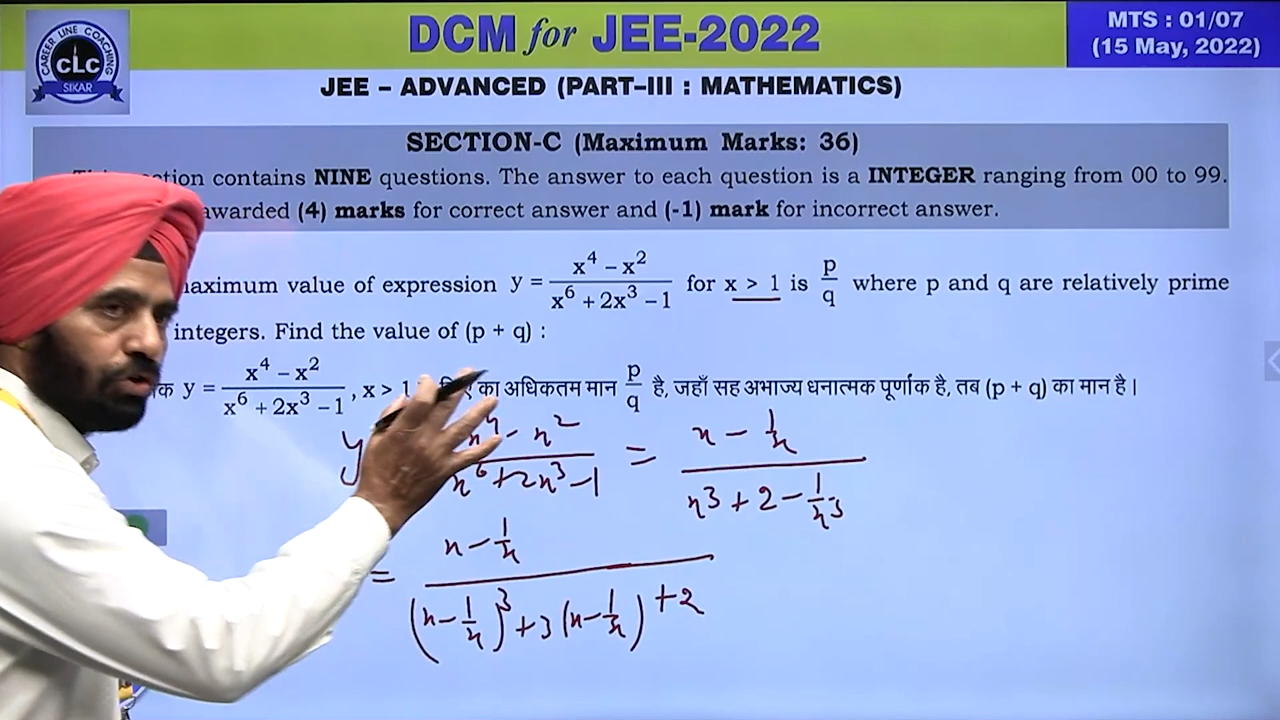 DCM for JEE-2022
MTS : 01/07
(15 May, 2022)
CAREER LINE COACHING
CLC
SIKAR
JEE – ADVANCED (PART–III : MATHEMATICS)
SECTION-C (Maximum Marks: 36)
contains NINE questions. The answer to each question is a INTEGER ranging from 00 to 99.
awarded (4) marks for correct answer and (-1) mark for incorrect answer.
value of expression y = (x⁴ – x²)/(x⁶ + 2x³ – 1) for x > 1 is p/q where p and q are relatively prime
integers. Find the value of (p + q) :
y = (x⁴ – x²)/(x⁶ + 2x³ – 1) , x > 1 का अधिकतम मान p/q है, जहाँ सह अभाज्य धनात्मक पूर्णाक है, तब (p + q) का मान है।
y x⁴ - x² / x⁶ + 2x³ - 1 = (x - 1/x)/(x³ + 2 - 1/x³)
= (x - 1/x)/((x - 1/x)³ + 3(x - 1/x) + 2)